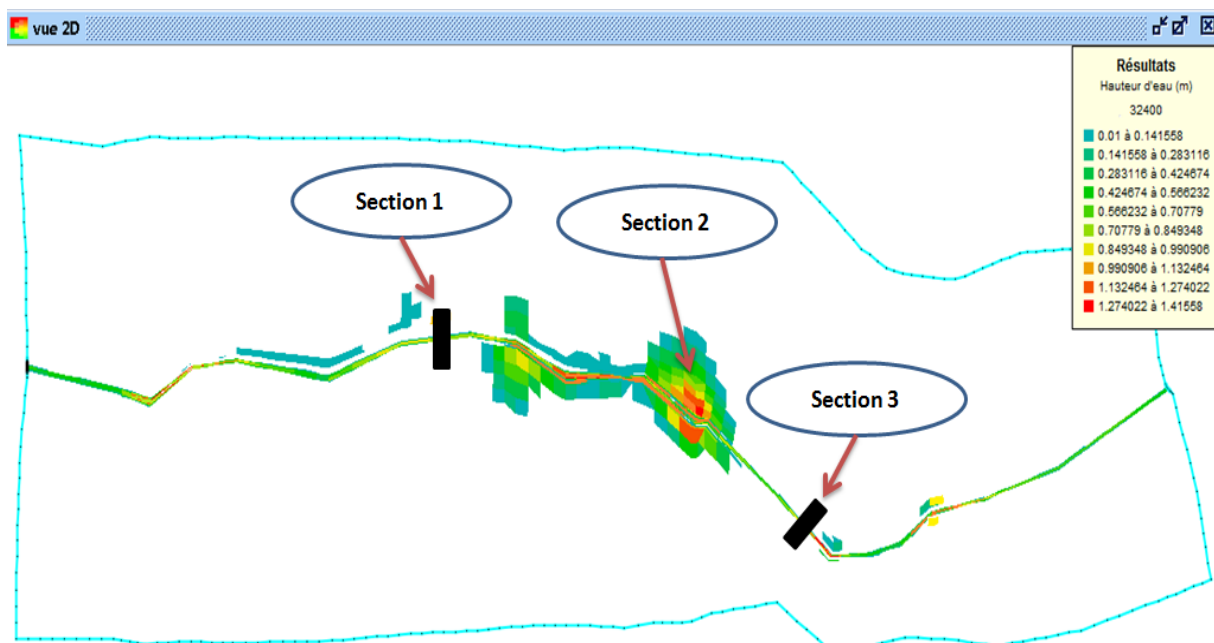 vue 2D
Résultats
Hauteur d'eau (m)
32400
0.01 à 0.141558
0.141558 à 0.283116
0.283116 à 0.424674
0.424674 à 0.566232
0.566232 à 0.70779
0.70779 à 0.849348
0.849348 à 0.990906
0.990906 à 1.132464
1.132464 à 1.274022
1.274022 à 1.41558
Section 1
Section 2
Section 3